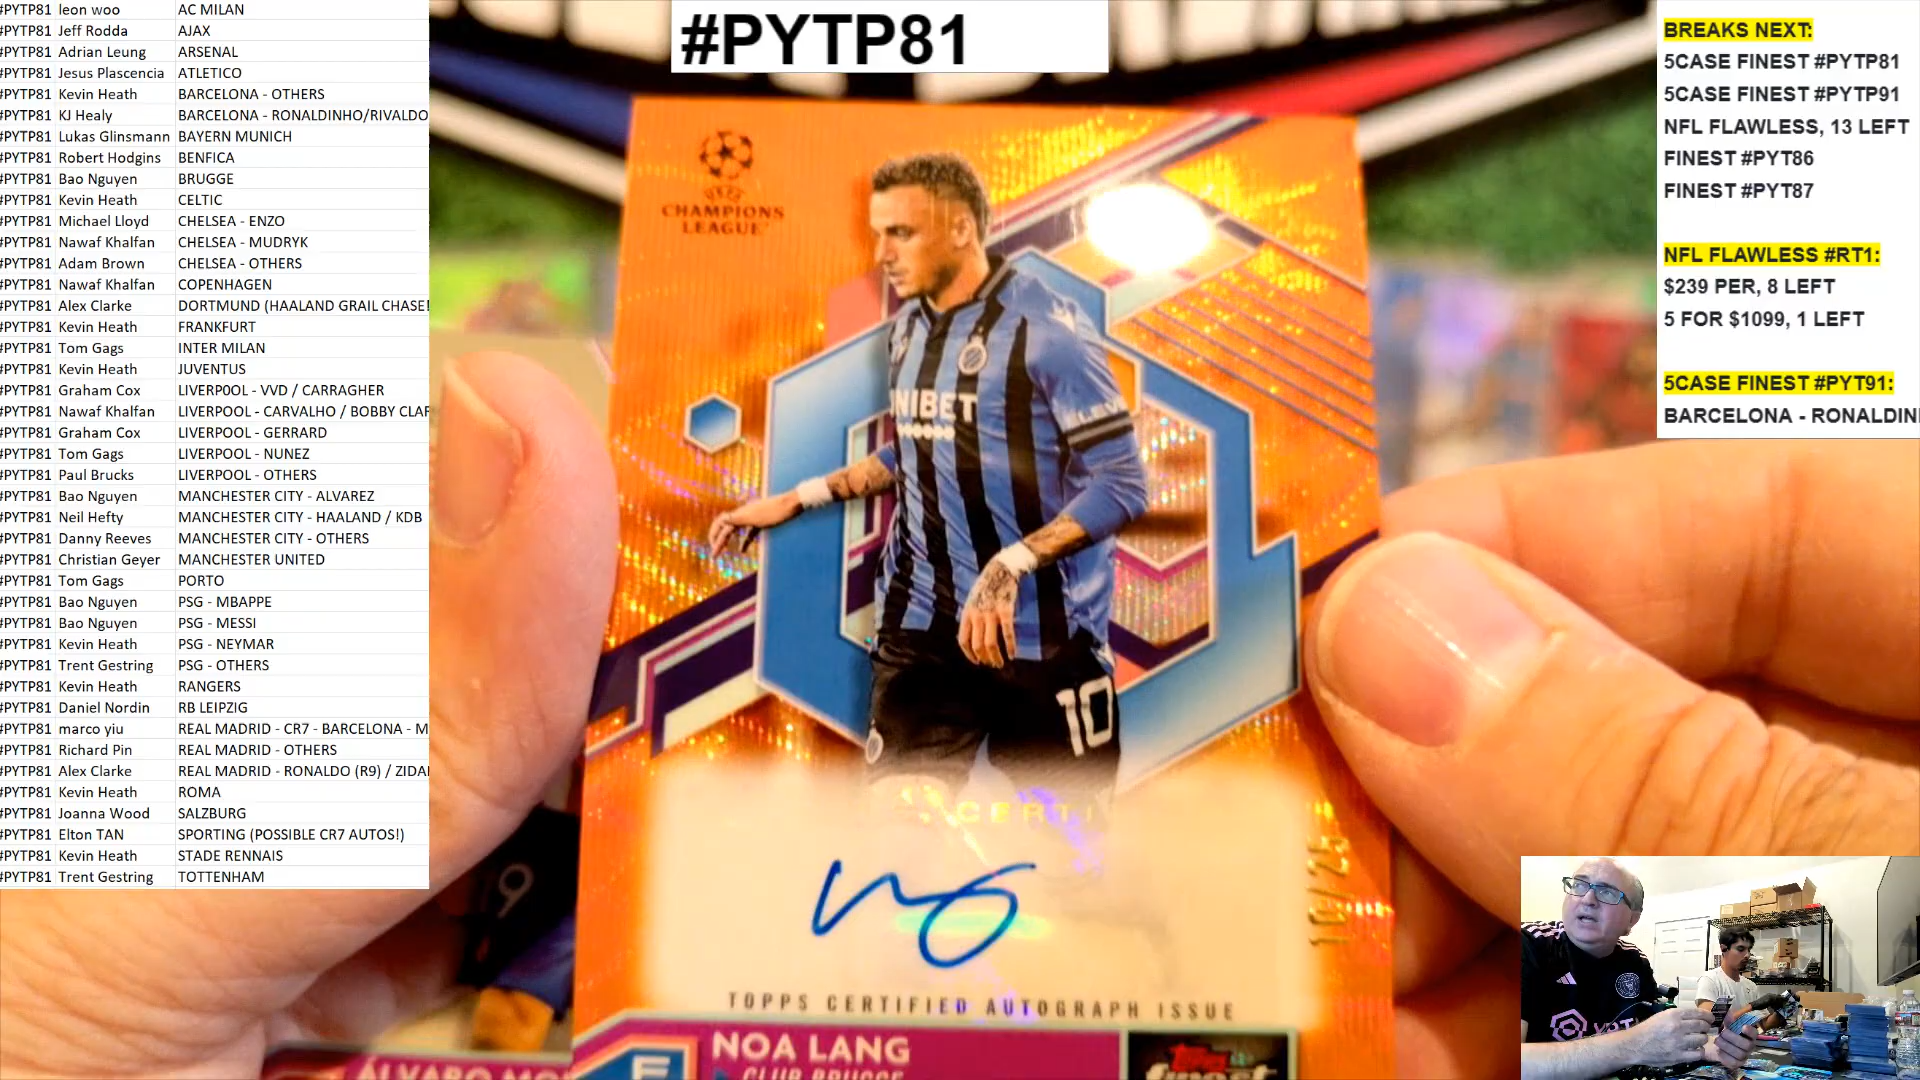 #PYTP81 leon woo AC MILAN
#PYTP81 Jeff Rodda AJAX
#PYTP81 Adrian Leung ARSENAL
#PYTP81 Jesus Plascencia ATLETICO
#PYTP81 Kevin Heath BARCELONA - OTHERS
#PYTP81 KJ Healy BARCELONA - RONALDINHO/RIVALDO
#PYTP81 Lukas Glinsmann BAYERN MUNICH
#PYTP81 Robert Hodgins BENFICA
#PYTP81 Bao Nguyen BRUGGE
#PYTP81 Kevin Heath CELTIC
#PYTP81 Michael Lloyd CHELSEA - ENZO
#PYTP81 Nawaf Khalfan CHELSEA - MUDRYK
#PYTP81 Adam Brown CHELSEA - OTHERS
#PYTP81 Nawaf Khalfan COPENHAGEN
#PYTP81 Alex Clarke DORTMUND (HAALAND GRAIL CHASE!
#PYTP81 Kevin Heath FRANKFURT
#PYTP81 Tom Gags INTER MILAN
#PYTP81 Kevin Heath JUVENTUS
#PYTP81 Graham Cox LIVERPOOL - VVD / CARRAGHER
#PYTP81 Nawaf Khalfan LIVERPOOL - CARVALHO / BOBBY CLAR
#PYTP81 Graham Cox LIVERPOOL - GERRARD
#PYTP81 Tom Gags LIVERPOOL - NUNEZ
#PYTP81 Paul Brucks LIVERPOOL - OTHERS
#PYTP81 Bao Nguyen MANCHESTER CITY - ALVAREZ
#PYTP81 Neil Hefty MANCHESTER CITY - HAALAND / KDB
#PYTP81 Danny Reeves MANCHESTER CITY - OTHERS
#PYTP81 Christian Geyer MANCHESTER UNITED
#PYTP81 Tom Gags PORTO
#PYTP81 Bao Nguyen PSG - MBAPPE
#PYTP81 Bao Nguyen PSG - MESSI
#PYTP81 Kevin Heath PSG - NEYMAR
#PYTP81 Trent Gestring PSG - OTHERS
#PYTP81 Kevin Heath RANGERS
#PYTP81 Daniel Nordin RB LEIPZIG
#PYTP81 marco yiu REAL MADRID - CR7 - BARCELONA - M
#PYTP81 Richard Pin REAL MADRID - OTHERS
#PYTP81 Alex Clarke REAL MADRID - RONALDO (R9) / ZIDA
#PYTP81 Kevin Heath ROMA
#PYTP81 Joanna Wood SALZBURG
#PYTP81 Elton TAN SPORTING (POSSIBLE CR7 AUTOS!)
#PYTP81 Kevin Heath STADE RENNAIS
#PYTP81 Trent Gestring TOTTENHAM
#PYTP81
UEFA
CHAMPIONS
LEAGUE
UNIBET
10
CERTI
10/25
TOPPS CERTIFIED AUTOGRAPH ISSUE
NOA LANG
CLUB BRUGGE
Topps
finest
ÁLVARO MO
BREAKS NEXT:
5CASE FINEST #PYTP81
5CASE FINEST #PYTP91
NFL FLAWLESS, 13 LEFT
FINEST #PYT86
FINEST #PYT87
NFL FLAWLESS #RT1:
$239 PER, 8 LEFT
5 FOR $1099, 1 LEFT
5CASE FINEST #PYT91:
BARCELONA - RONALDIN